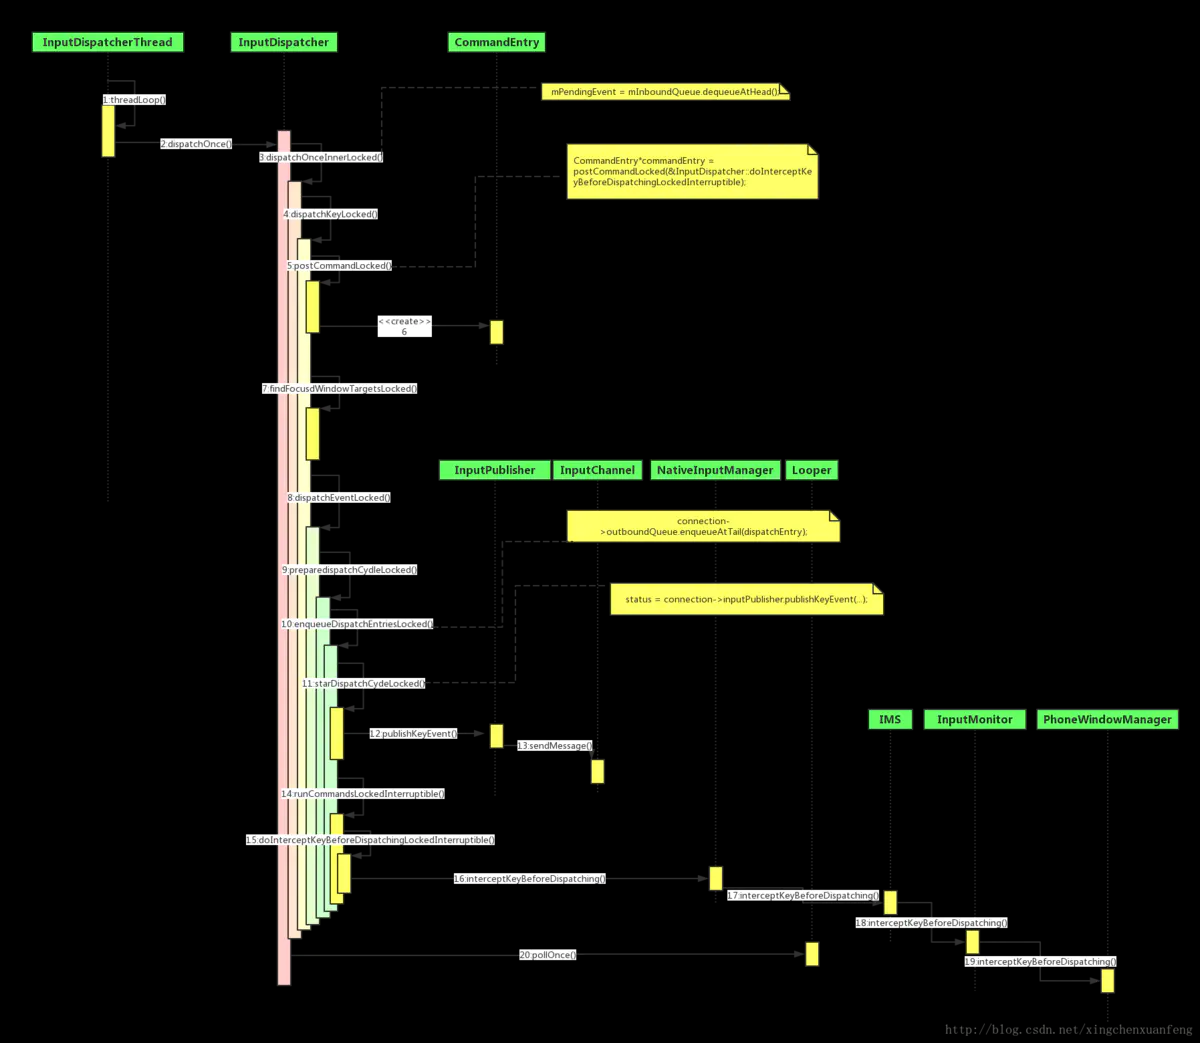 InputDispatcherThread
InputDispatcher
CommandEntry
mPendingEvent = mInboundQueue.dequeueAtHead();
1:threadLoop()
2:dispatchOnce()
3:dispatchOnceInnerLocked()
CommandEntry*commandEntry =
postCommandLocked(&InputDispatcher::doInterceptKe
yBeforeDispatchingLockedInterruptible);
4:dispatchKeyLocked()
5:postCommandLocked()
<<create>>
6
7:findFocusdWindowTargetsLocked()
InputPublisher
InputChannel
NativeInputManager
Looper
8:dispatchEventLocked()
connection-
>outboundQueue.enqueueAtTail(dispatchEntry);
9:preparedispatchCydleLocked()
status = connection->inputPublisher.publishKeyEvent(...);
10:enqueueDispatchEntriesLocked()
11:starDispatchCydeLocked()
IMS
InputMonitor
PhoneWindowManager
12:publishKeyEvent()
13:sendMessage()
14:runCommandsLockedInterruptible()
15:doInterceptKeyBeforeDispatchingLockedInterruptible()
16:interceptKeyBeforeDispatching()
17:interceptKeyBeforeDispatching()
18:interceptKeyBeforeDispatching()
20:pollOnce()
19:interceptKeyBeforeDispatching()
http://blog.csdn.net/xingchenxuanfeng